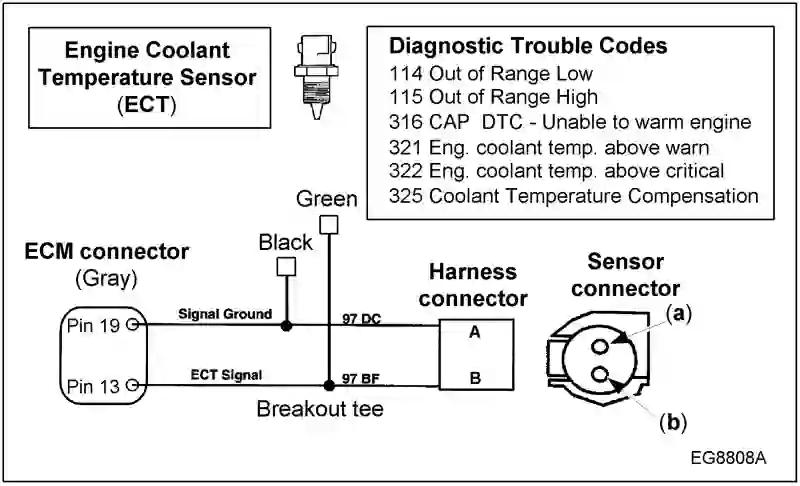 Engine Coolant
Temperature Sensor
(ECT)
Diagnostic Trouble Codes
114 Out of Range Low
115 Out of Range High
316 CAP DTC - Unable to warm engine
321 Eng. coolant temp. above warn
322 Eng. coolant temp. above critical
325 Coolant Temperature Compensation
Green
Black
ECM connector
(Gray)
Harness
connector
Sensor
connector
(a)
Pin 19
Signal Ground
97 DC
A
Pin 13
ECT Signal
97 BF
B
Breakout tee
(b)
EG8808A